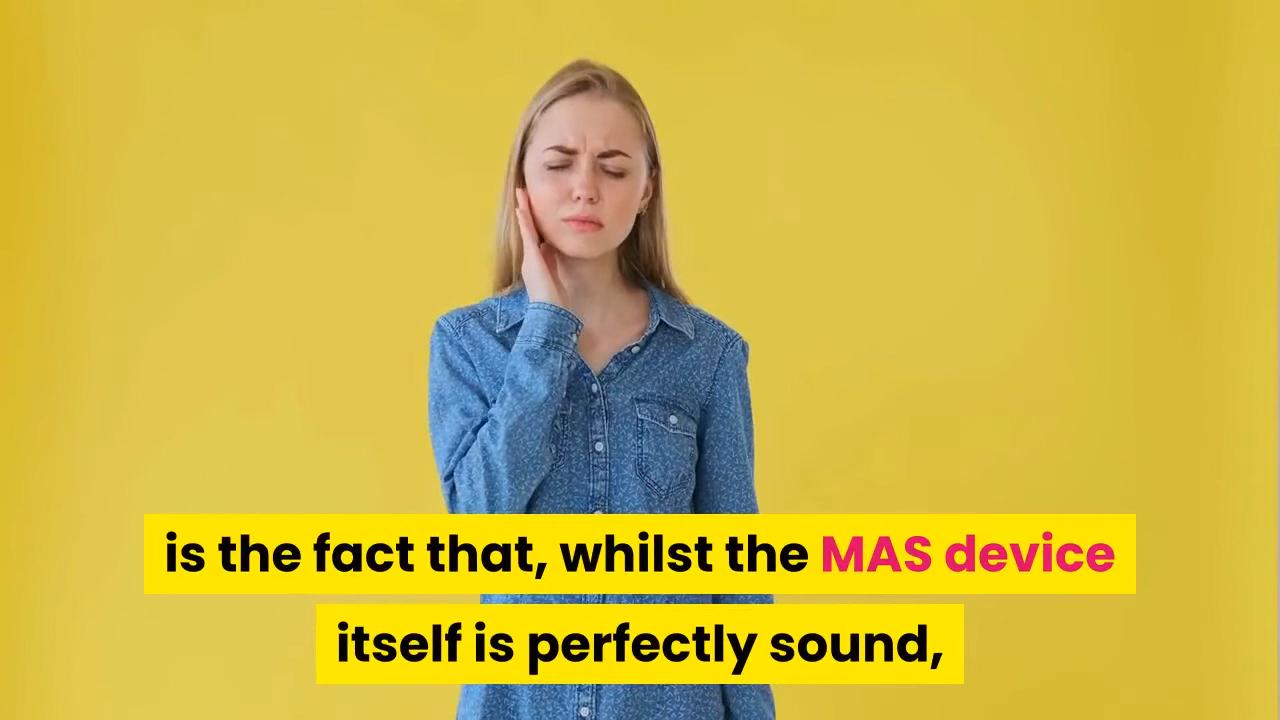 is the fact that, whilst the MAS device
itself is perfectly sound,